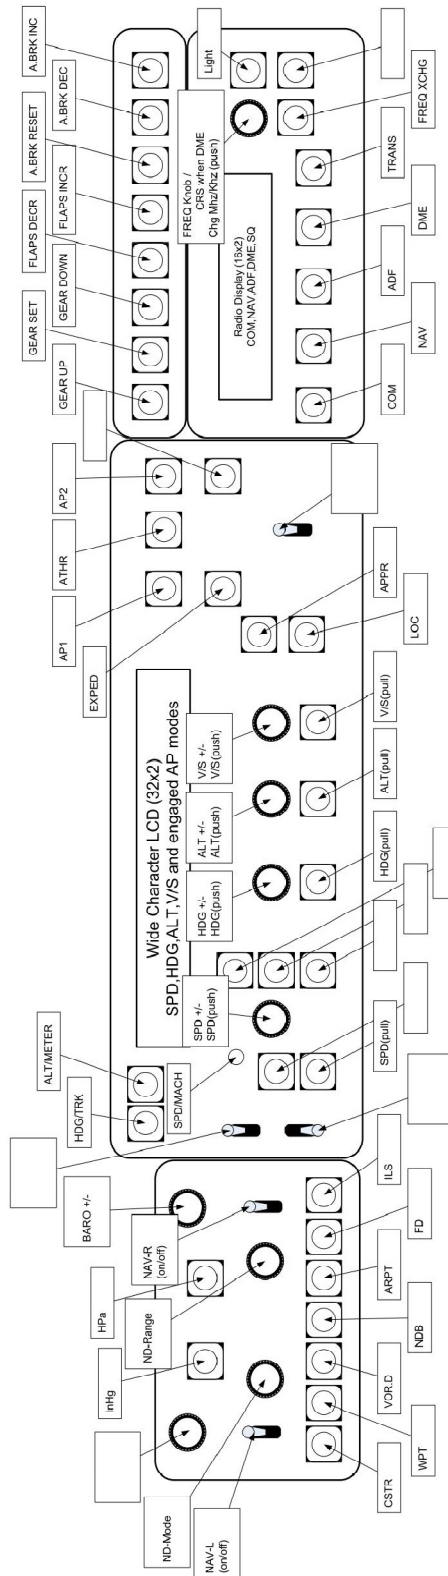 inHg
HPa
BARO +/-
ND-Mode
NAV-L
(on/off)
ND-Range
NAV-R
(on/off)
CSTR
WPT
VOR.D
NDB
ARPT
FD
ILS
HDG/TRK
ALT/METER
SPD/MACH
Wide Character LCD (32x2)
SPD,HDG,ALT,V/S and engaged AP modes
SPD +/-
SPD(push)
HDG +/-
HDG(push)
ALT +/-
ALT(push)
V/S +/-
V/S(push)
SPD(pull)
HDG(pull)
ALT(pull)
V/S(pull)
EXPED
AP1
ATHR
AP2
LOC
APPR
GEAR UP
GEAR SET
GEAR DOWN
FLAPS DECR
FLAPS INCR
A.BRK RESET
A.BRK DEC
A.BRK INC
FREQ Knob /
CRS when DME
Chg Mhz/Khz (push)
Light
Radio Display (16x2)
COM,NAV,ADF,DME,SQ
COM
NAV
ADF
DME
TRANS
FREQ XCHG